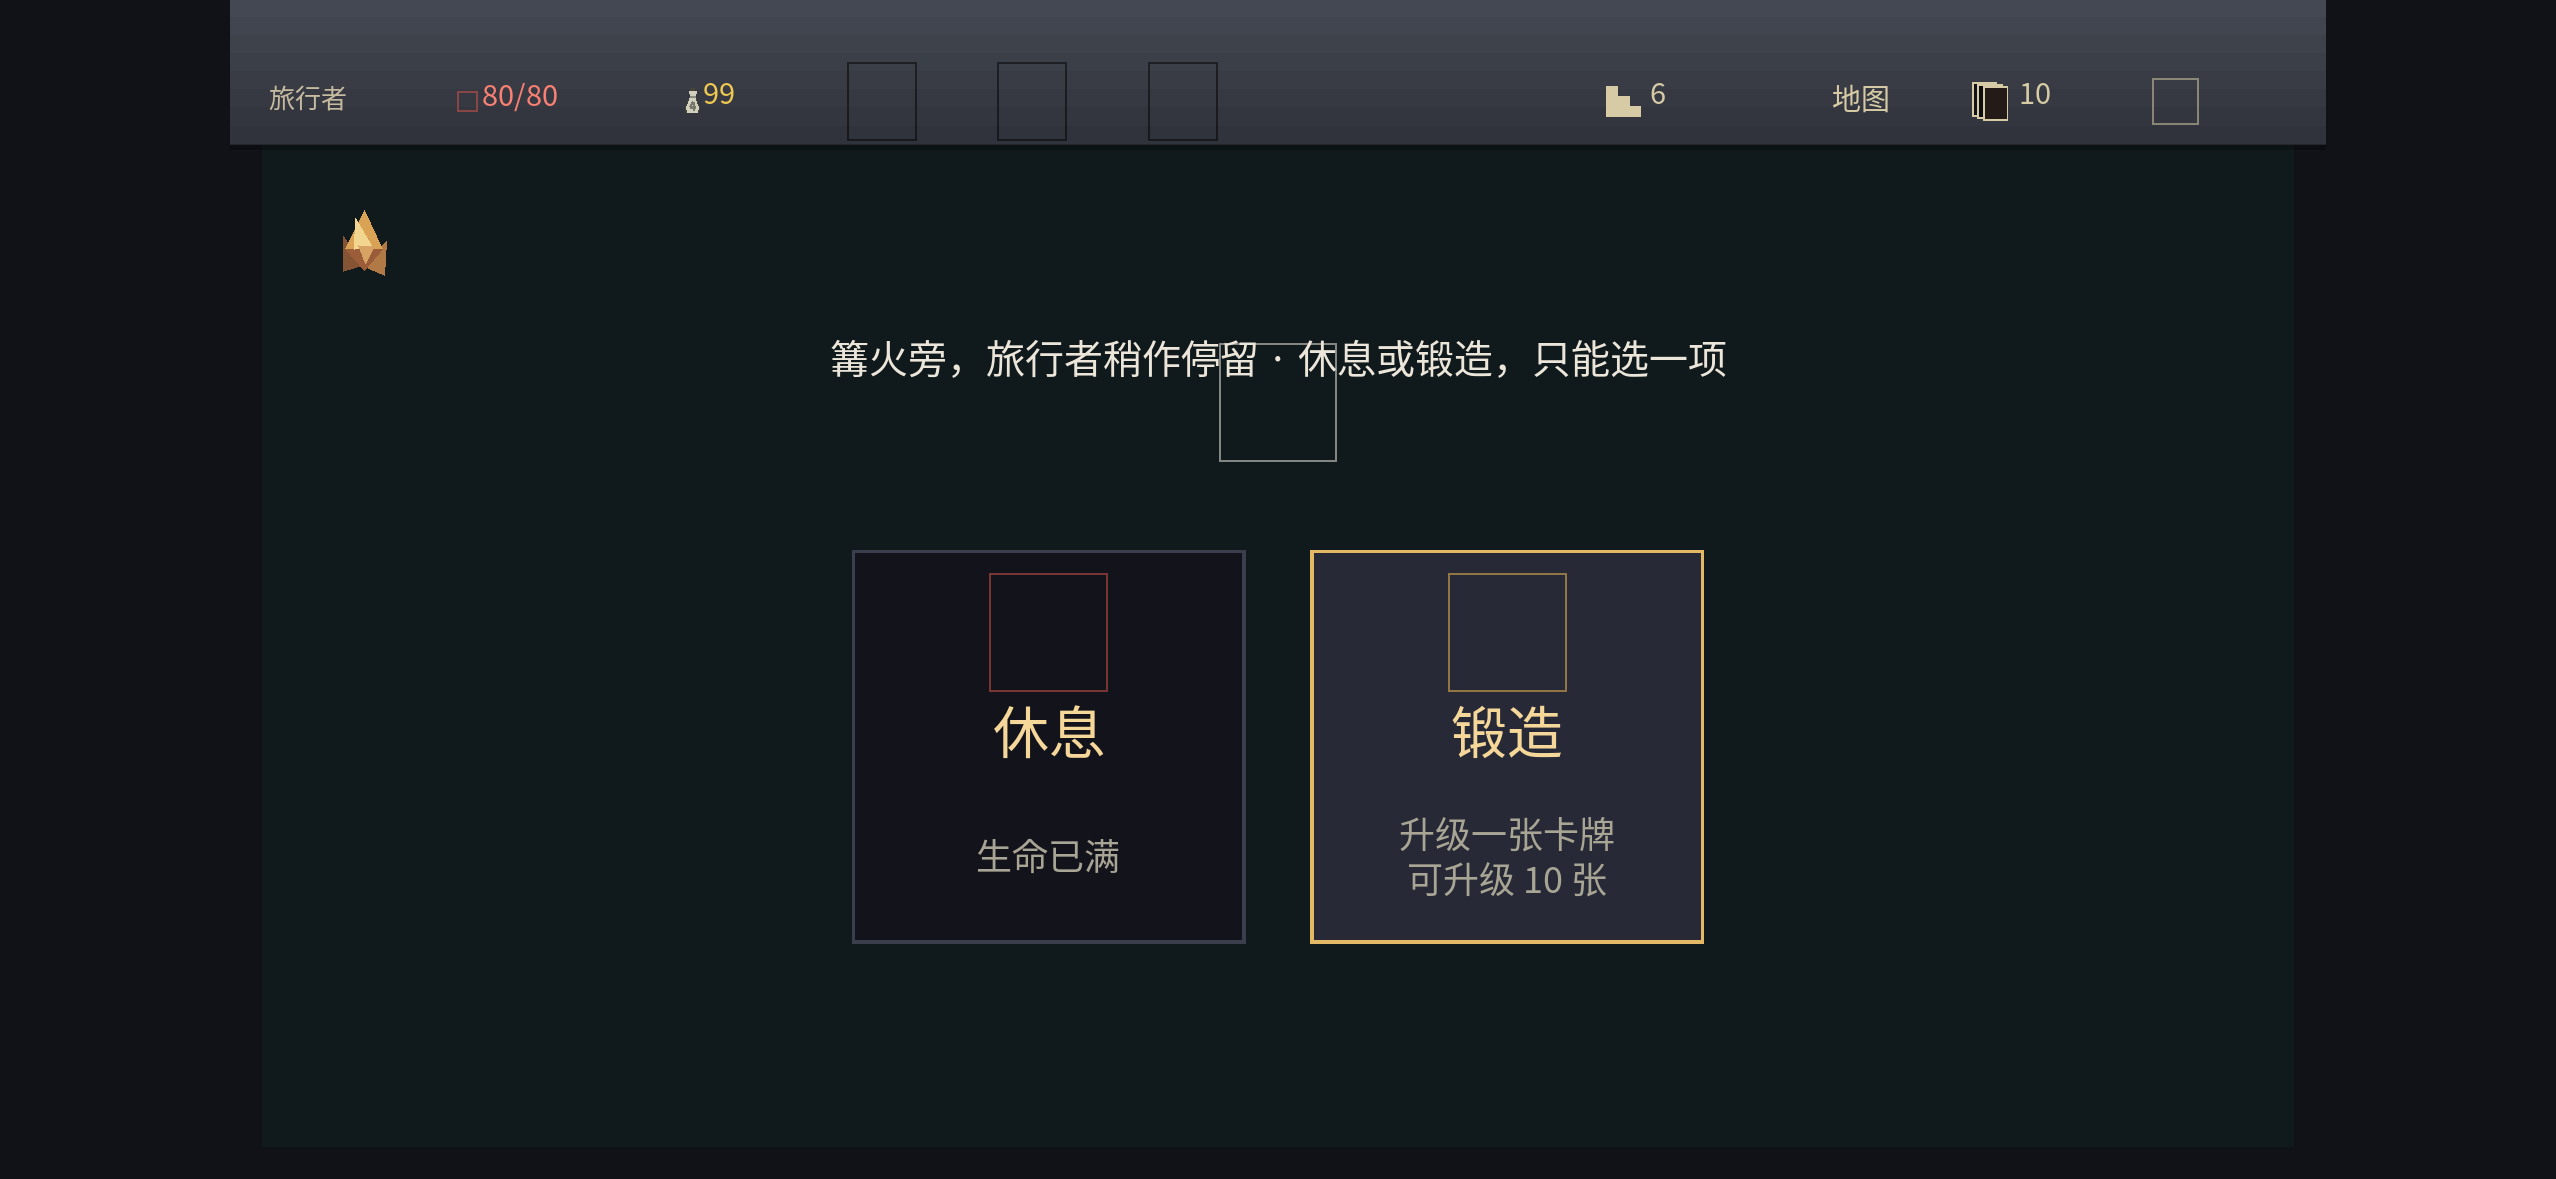 旅行者
80/80
99
6
地图
10
篝火旁，旅行者稍作停留 · 休息或锻造，只能选一项
休息
生命已满
锻造
升级一张卡牌
可升级 10 张